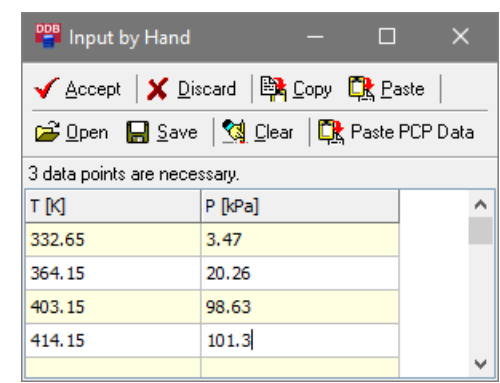 DDB Input by Hand
Accept Discard Copy Paste
Open Save Clear Paste PCP Data
3 data points are necessary.
T [K] P [kPa]
332.65 3.47
364.15 20.26
403.15 98.63
414.15 101.3